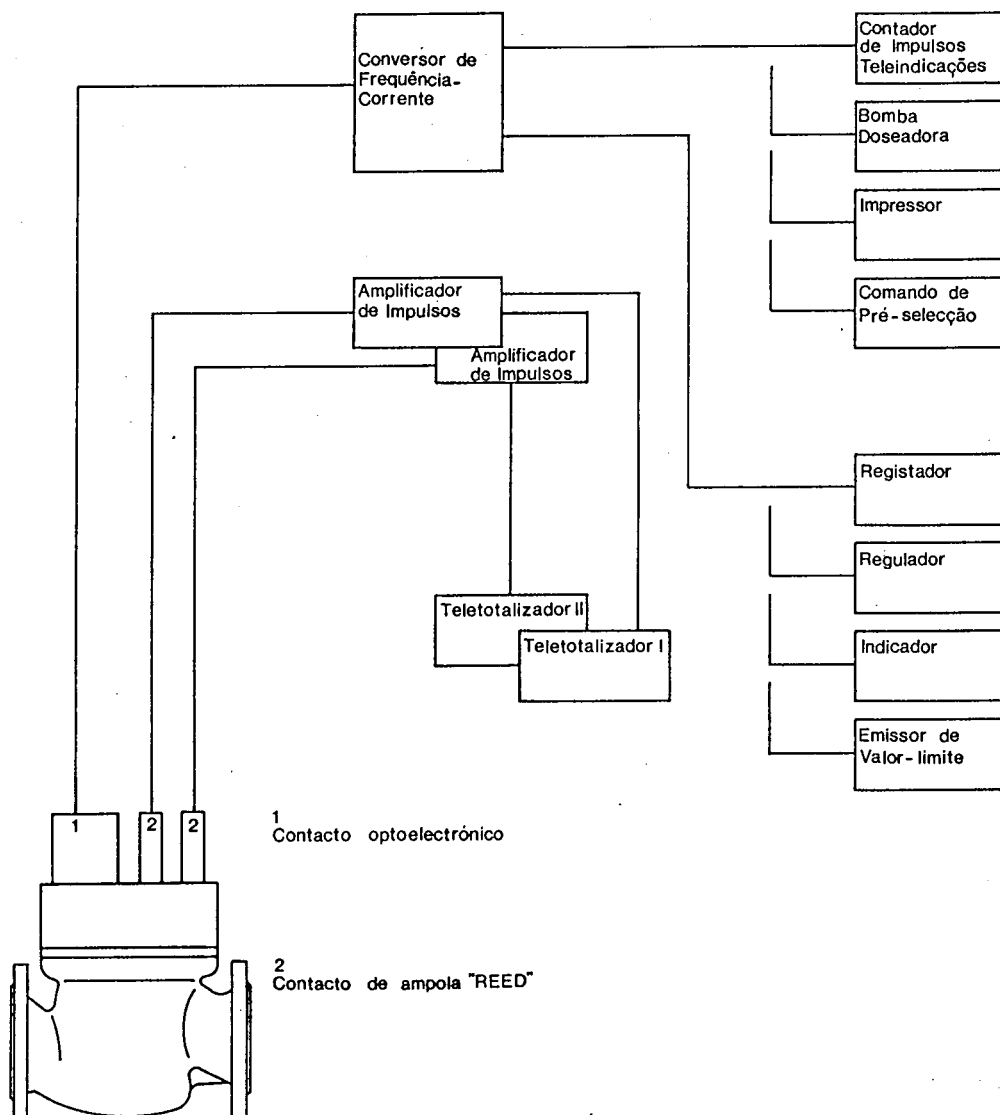 Conversor de
Frequência-
Corrente
Contador
de Impulsos
Teleindicações
Bomba
Doseadora
Impressor
Comando de
Pré-selecção
Amplificador
de Impulsos
Amplificador
de Impulsos
Registador
Regulador
Indicador
Emissor de
Valor-limite
Teletotalizador II
Teletotalizador I
1
2
2
1
Contacto optoelectrónico
2
Contacto de ampola "REED"